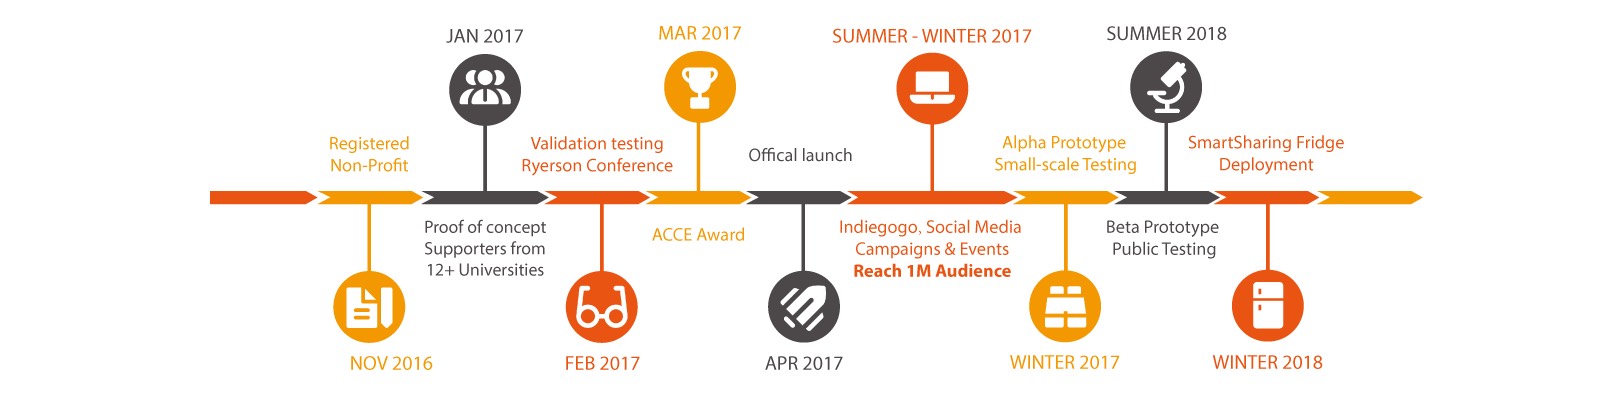 NOV 2016
Registered
Non-Profit
JAN 2017
Proof of concept
Supporters from
12+ Universities
FEB 2017
Validation testing
Ryerson Conference
MAR 2017
ACCE Award
APR 2017
Offical launch
SUMMER - WINTER 2017
Indiegogo, Social Media
Campaigns & Events
Reach 1M Audience
WINTER 2017
Alpha Prototype
Small-scale Testing
SUMMER 2018
Beta Prototype
Public Testing
WINTER 2018
SmartSharing Fridge
Deployment